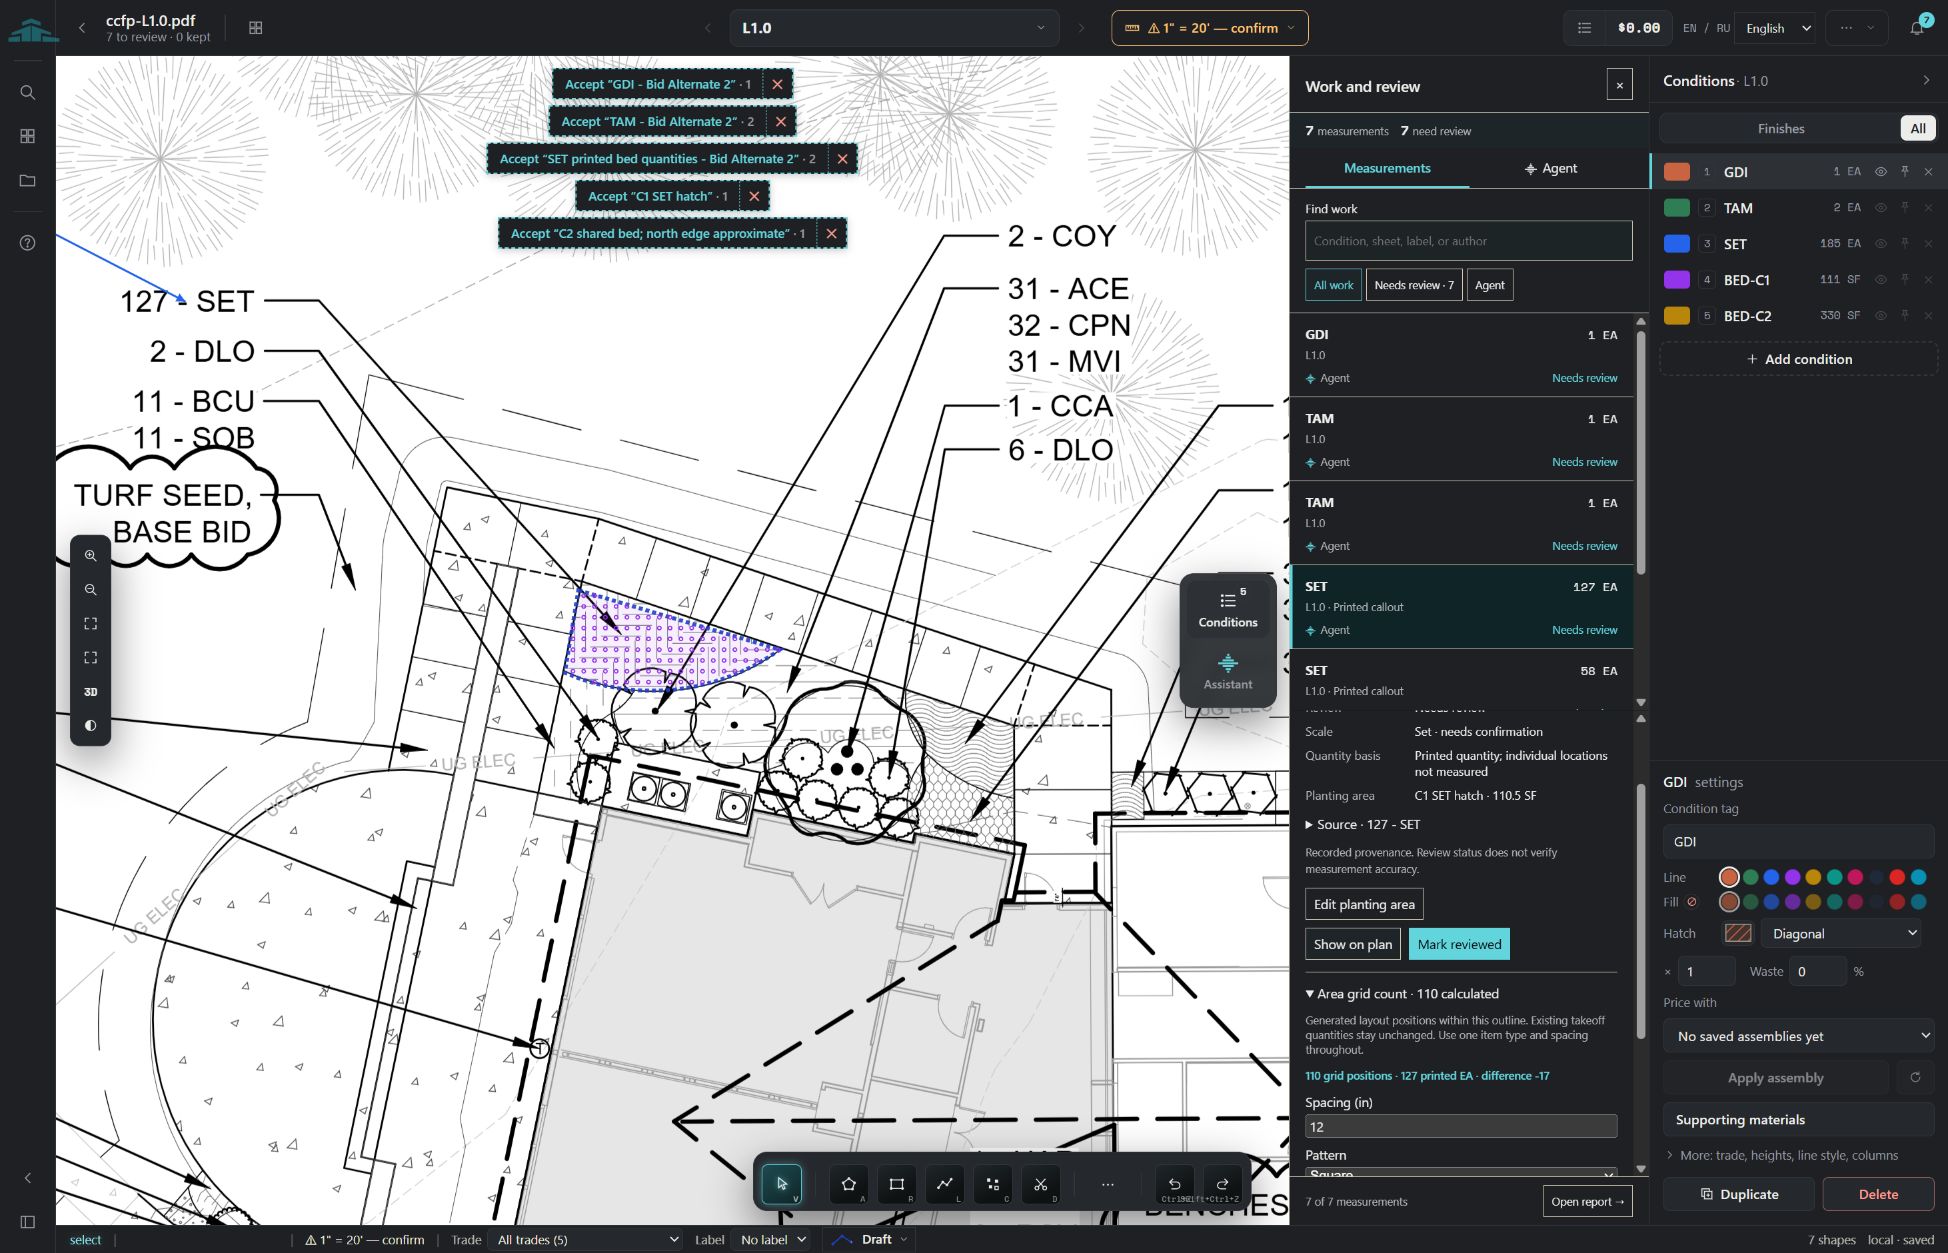 ccfp-L1.0.pdf
7 to review · 0 kept
L1.0
⚠ 1" = 20' — confirm
$0.00
EN / RU
English
···
7
Accept “GDI - Bid Alternate 2” · 1
Accept “TAM - Bid Alternate 2” · 2
Accept “SET printed bed quantities - Bid Alternate 2” · 2
Accept “C1 SET hatch” · 1
Accept “C2 shared bed; north edge approximate” · 1
127 - SET
2 - DLO
11 - BCU
11 - SOB
TURF SEED,
BASE BID
2 - COY
31 - ACE
32 - CPN
31 - MVI
1 - CCA
6 - DLO
UG ELEC
UG ELEC
UG ELEC
UG ELEC
UG ELEC
UG ELEC
UG ELEC
T
3D
5
Conditions
Assistant
V
A
R
L
C
D
···
Work and review
×
7 measurements
7 need review
Measurements
Agent
Find work
Condition, sheet, label, or author
All work
Needs review · 7
Agent
GDI
1 EA
L1.0
Agent
Needs review
TAM
2 EA
L1.0
Agent
Needs review
TAM
1 EA
L1.0
Agent
Needs review
SET
127 EA
L1.0 · Printed callout
Agent
Needs review
SET
58 EA
L1.0 · Printed callout
Scale
Set · needs confirmation
Quantity basis
Printed quantity; individual locations
not measured
Planting area
C1 SET hatch · 110.5 SF
▶ Source · 127 - SET
Recorded provenance. Review status does not verify
measurement accuracy.
Edit planting area
Show on plan
Mark reviewed
▼ Area grid count · 110 calculated
Generated layout positions within this outline. Existing takeoff
quantities stay unchanged. Use one item type and spacing
throughout.
110 grid positions · 127 printed EA · difference -17
Spacing (in)
12
Pattern
Square
7 of 7 measurements
Open report →
Conditions · L1.0
Finishes
All
1 GDI 1 EA
2 TAM 2 EA
3 SET 185 EA
4 BED-C1 111 SF
5 BED-C2 330 SF
+ Add condition
GDI settings
Condition tag
GDI
Line
Fill
Hatch
Diagonal
× 1
Waste 0 %
Price with
No saved assemblies yet
Apply assembly
Supporting materials
More: trade, heights, line style, columns
Duplicate
Delete
select
⚠ 1" = 20' — confirm
Trade
All trades (5)
Label
No label
Draft
7 shapes
local · saved